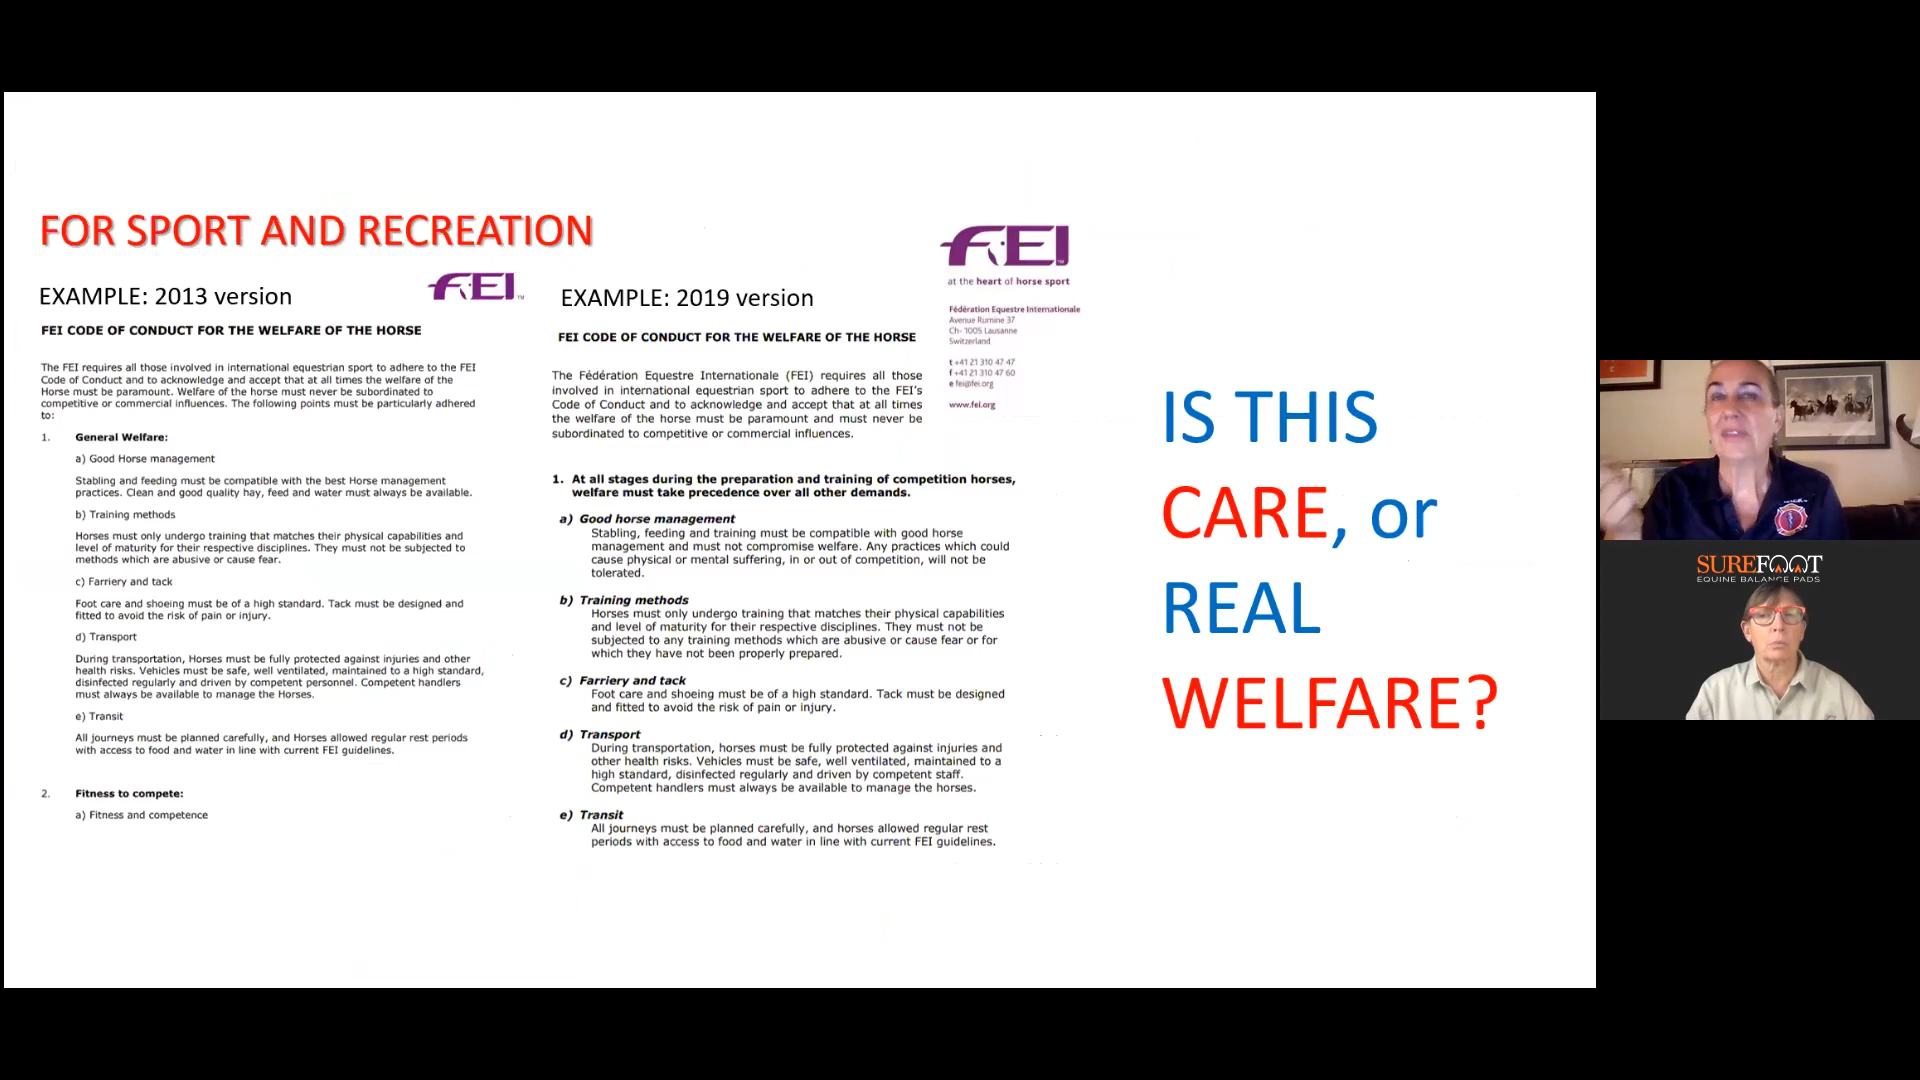 FOR SPORT AND RECREATION
EXAMPLE: 2013 version
FEI
FEI CODE OF CONDUCT FOR THE WELFARE OF THE HORSE
The FEI requires all those involved in international equestrian sport to adhere to the FEI
Code of Conduct and to acknowledge and accept that at all times the welfare of the
Horse must be paramount. Welfare of the horse must never be subordinated to
competitive or commercial influences. The following points must be particularly adhered
to:
1. General Welfare:
a) Good Horse management
Stabling and feeding must be compatible with the best Horse management
practices. Clean and good quality hay, feed and water must always be available.
b) Training methods
Horses must only undergo training that matches their physical capabilities and
level of maturity for their respective disciplines. They must not be subjected to
methods which are abusive or cause fear.
c) Farriery and tack
Foot care and shoeing must be of a high standard. Tack must be designed and
fitted to avoid the risk of pain or injury.
d) Transport
During transportation, Horses must be fully protected against injuries and other
health risks. Vehicles must be safe, well ventilated, maintained to a high standard,
disinfected regularly and driven by competent personnel. Competent handlers
must always be available to manage the Horses.
e) Transit
All journeys must be planned carefully, and Horses allowed regular rest periods
with access to food and water in line with current FEI guidelines.
2. Fitness to compete:
a) Fitness and competence
EXAMPLE: 2019 version
FEI CODE OF CONDUCT FOR THE WELFARE OF THE HORSE
The Fédération Equestre Internationale (FEI) requires all those
involved in international equestrian sport to adhere to the FEI's
Code of Conduct and to acknowledge and accept that at all times
the welfare of the horse must be paramount and must never be
subordinated to competitive or commercial influences.
1. At all stages during the preparation and training of competition horses,
welfare must take precedence over all other demands.
a) Good horse management
Stabling, feeding and training must be compatible with good horse
management and must not compromise welfare. Any practices which could
cause physical or mental suffering, in or out of competition, will not be
tolerated.
b) Training methods
Horses must only undergo training that matches their physical capabilities
and level of maturity for their respective disciplines. They must not be
subjected to any training methods which are abusive or cause fear or for
which they have not been properly prepared.
c) Farriery and tack
Foot care and shoeing must be of a high standard. Tack must be designed
and fitted to avoid the risk of pain or injury.
d) Transport
During transportation, horses must be fully protected against injuries and
other health risks. Vehicles must be safe, well ventilated, maintained to a
high standard, disinfected regularly and driven by competent staff.
Competent handlers must always be available to manage the horses.
e) Transit
All journeys must be planned carefully, and horses allowed regular rest
periods with access to food and water in line with current FEI guidelines.
FEI
at the heart of horse sport
Fédération Equestre Internationale
Avenue Rumine 37
Ch- 1005 Lausanne
Switzerland
t +41 21 310 47 47
f +41 21 310 47 60
e fei@fei.org
www.fei.org
IS THIS
CARE, or
REAL
WELFARE?
SUREFOOT
EQUINE BALANCE PADS